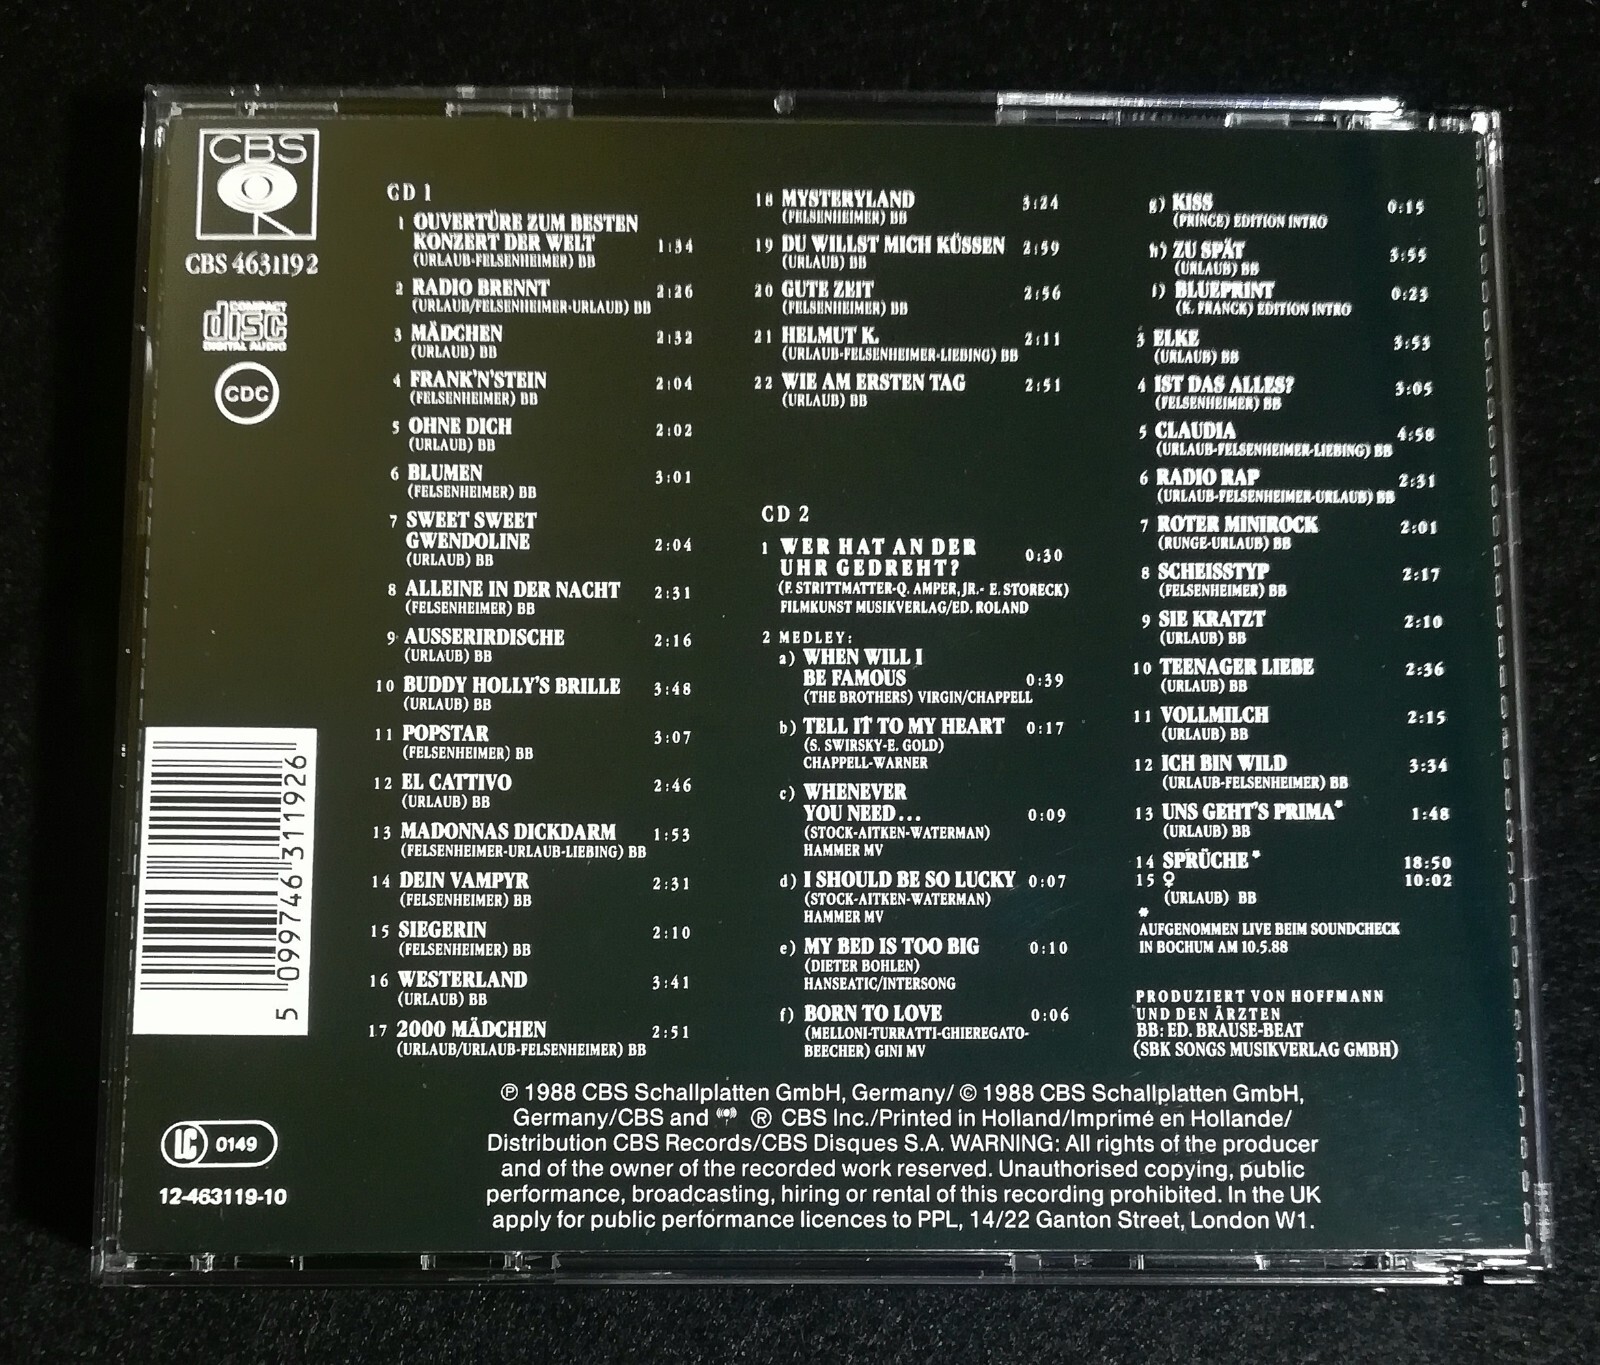 CBS
CBS 463119 2
COMPACT
disc
DIGITAL AUDIO
CDC
5 099746 311926
LC 0149
12-463119-10
CD 1
1 OUVERTÜRE ZUM BESTEN
KONZERT DER WELT 1:34
(URLAUB-FELSENHEIMER) BB
2 RADIO BRENNT 2:26
(URLAUB/FELSENHEIMER-URLAUB) BB
3 MÄDCHEN 2:32
(URLAUB) BB
4 FRANK'N'STEIN 2:04
(FELSENHEIMER) BB
5 OHNE DICH 2:02
(URLAUB) BB
6 BLUMEN 3:01
(FELSENHEIMER) BB
7 SWEET SWEET
GWENDOLINE 2:04
(URLAUB) BB
8 ALLEINE IN DER NACHT 2:31
(FELSENHEIMER) BB
9 AUSSERIRDISCHE 2:16
(URLAUB) BB
10 BUDDY HOLLY'S BRILLE 3:48
(URLAUB) BB
11 POPSTAR 3:07
(FELSENHEIMER) BB
12 EL CATTIVO 2:46
(URLAUB) BB
13 MADONNAS DICKDARM 1:53
(FELSENHEIMER-URLAUB-LIEBING) BB
14 DEIN VAMPYR 2:31
(FELSENHEIMER) BB
15 SIEGERIN 2:10
(FELSENHEIMER) BB
16 WESTERLAND 3:41
(URLAUB) BB
17 2000 MÄDCHEN 2:51
(URLAUB/URLAUB-FELSENHEIMER) BB
18 MYSTERYLAND 3:24
(FELSENHEIMER) BB
19 DU WILLST MICH KÜSSEN 2:59
(URLAUB) BB
20 GUTE ZEIT 2:56
(FELSENHEIMER) BB
21 HELMUT K. 2:11
(URLAUB-FELSENHEIMER-LIEBING) BB
22 WIE AM ERSTEN TAG 2:51
(URLAUB) BB
CD 2
1 WER HAT AN DER
UHR GEDREHT? 0:30
(F. STRITTMATTER-Q. AMPER, JR.- E. STORECK)
FILMKUNST MUSIKVERLAG/ED. ROLAND
2 MEDLEY:
a) WHEN WILL I
BE FAMOUS 0:39
(THE BROTHERS) VIRGIN/CHAPPELL
b) TELL IT TO MY HEART 0:17
(S. SWIRSKY-E. GOLD)
CHAPPELL-WARNER
c) WHENEVER
YOU NEED... 0:09
(STOCK-AITKEN-WATERMAN)
HAMMER MV
d) I SHOULD BE SO LUCKY 0:07
(STOCK-AITKEN-WATERMAN)
HAMMER MV
e) MY BED IS TOO BIG 0:10
(DIETER BOHLEN)
HANSEATIC/INTERSONG
f) BORN TO LOVE 0:06
(MELLONI-TURRATTI-GHIEREGATO-
BEECHER) GINI MV
g) KISS 0:15
(PRINCE) EDITION INTRO
h) ZU SPÄT 3:55
(URLAUB) BB
i) BLUEPRINT 0:23
(K. FRANCK) EDITION INTRO
3 ELKE 3:53
(URLAUB) BB
4 IST DAS ALLES? 3:05
(FELSENHEIMER) BB
5 CLAUDIA 4:58
(URLAUB-FELSENHEIMER-LIEBING) BB
6 RADIO RAP 2:31
(URLAUB-FELSENHEIMER-URLAUB) BB
7 ROTER MINIROCK 2:01
(RUNGE-URLAUB) BB
8 SCHEISSTYP 2:17
(FELSENHEIMER) BB
9 SIE KRATZT 2:10
(URLAUB) BB
10 TEENAGER LIEBE 2:36
(URLAUB) BB
11 VOLLMILCH 2:15
(URLAUB) BB
12 ICH BIN WILD 3:34
(URLAUB-FELSENHEIMER) BB
13 UNS GEHT'S PRIMA* 1:48
(URLAUB) BB
14 SPRÜCHE* 18:50
15 ♀ 10:02
(URLAUB) BB
*
AUFGENOMMEN LIVE BEIM SOUNDCHECK
IN BOCHUM AM 10.5.88
PRODUZIERT VON HOFFMANN
UND DEN ÄRZTEN
BB: ED. BRAUSE-BEAT
(SBK SONGS MUSIKVERLAG GMBH)
℗ 1988 CBS Schallplatten GmbH, Germany/ © 1988 CBS Schallplatten GmbH,
Germany/CBS and ® CBS Inc./Printed in Holland/Imprimé en Hollande/
Distribution CBS Records/CBS Disques S.A. WARNING: All rights of the producer
and of the owner of the recorded work reserved. Unauthorised copying, public
performance, broadcasting, hiring or rental of this recording prohibited. In the UK
apply for public performance licences to PPL, 14/22 Ganton Street, London W1.